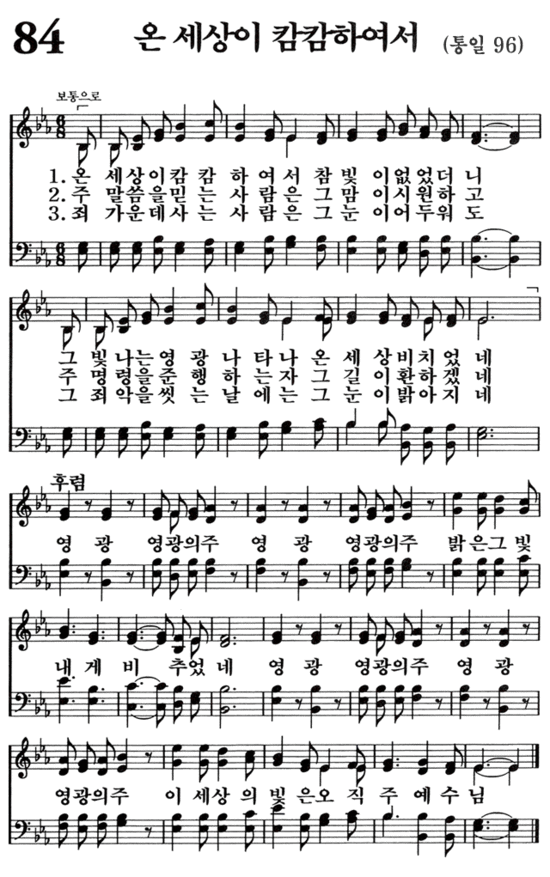 84 온 세상이 캄캄하여서 (통일 96)
보통으로
1. 온 세상이캄캄 하여서 참빛 이없었더니
2. 주 말씀을믿는 사람은 그맘 이시원하고
3. 죄 가운데사는 사람은 그눈 이어두워도
그 빛나는영광 나타나 온 세상비치었네
주 명령을준행 하는자 그 길 이환하겠네
그 죄악을씻는 날에는 그 눈 이밝아지네
후렴
영 광 영광의주 영 광 영광의주 밝은그 빛
내 게 비 추었네 영 광 영광의주 영 광
영광의주 이 세상의 빛은오직주예수님